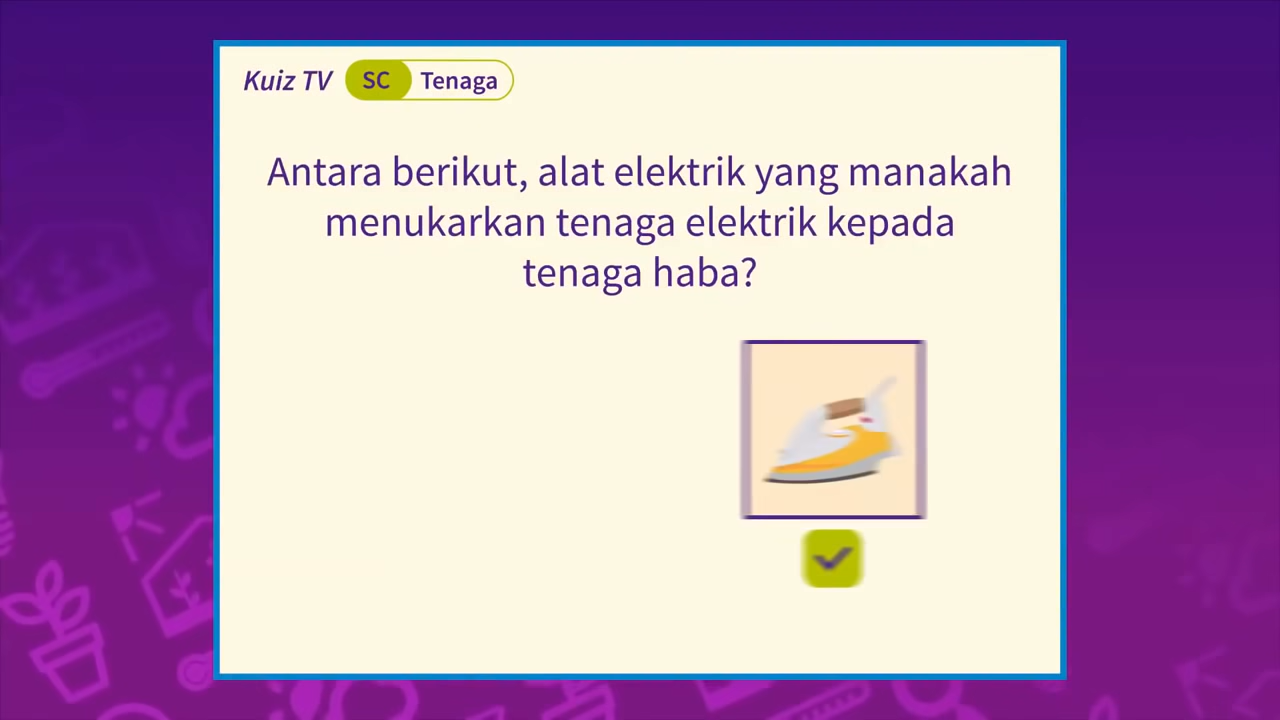 Kuiz TV SC Tenaga
Antara berikut, alat elektrik yang manakah
menukarkan tenaga elektrik kepada
tenaga haba?